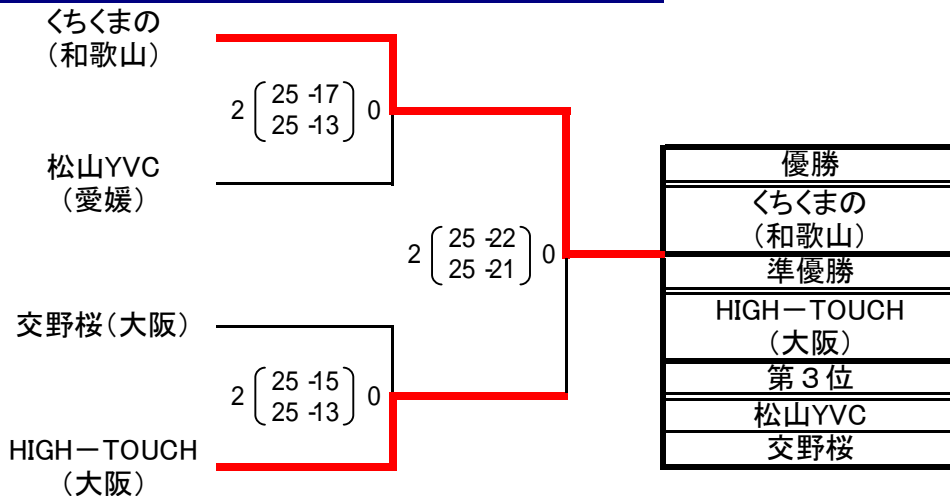 くちくまの
（和歌山）
2 25 -17 0
25 -13
松山YVC
（愛媛）
2 25 -22 0
25 -21
交野桜（大阪）
2 25 -15 0
25 -13
HIGH－TOUCH
（大阪）
優勝
くちくまの
（和歌山）
準優勝
HIGH－TOUCH
（大阪）
第３位
松山YVC
交野桜